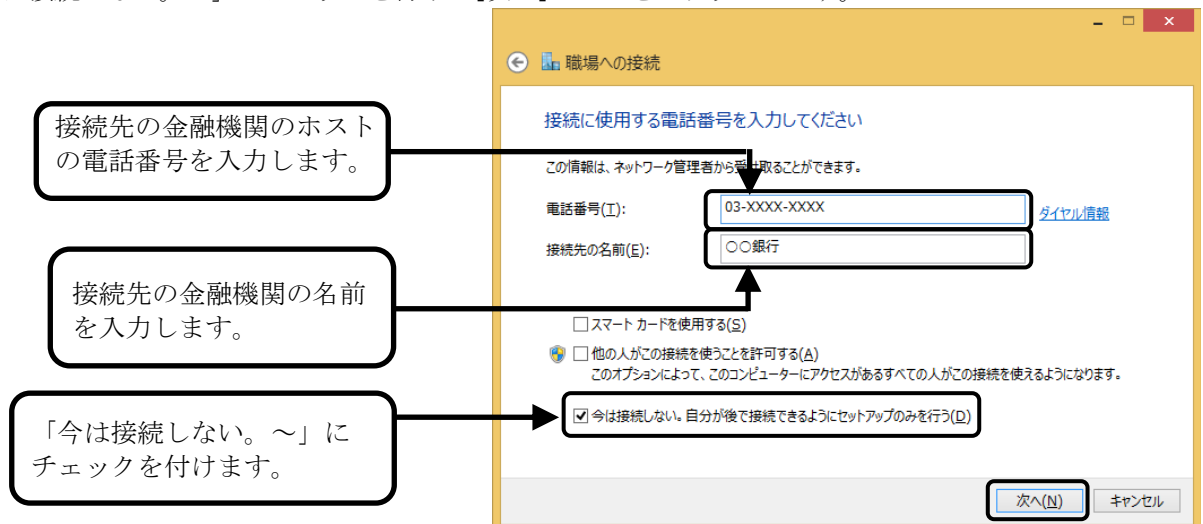 職場への接続
接続先の金融機関のホスト
の電話番号を入力します。
接続に使用する電話番号を入力してください
この情報は、ネットワーク管理者から受け取ることができます。
電話番号(T):
03-XXXX-XXXX
ダイヤル情報
接続先の名前(E):
○○銀行
接続先の金融機関の名前
を入力します。
スマート カードを使用する(S)
他の人がこの接続を使うことを許可する(A)
このオプションによって、このコンピューターにアクセスがあるすべての人がこの接続を使えるようになります。
今は接続しない。自分が後で接続できるようにセットアップのみを行う(D)
「今は接続しない。～」に
チェックを付けます。
次へ(N)
キャンセル